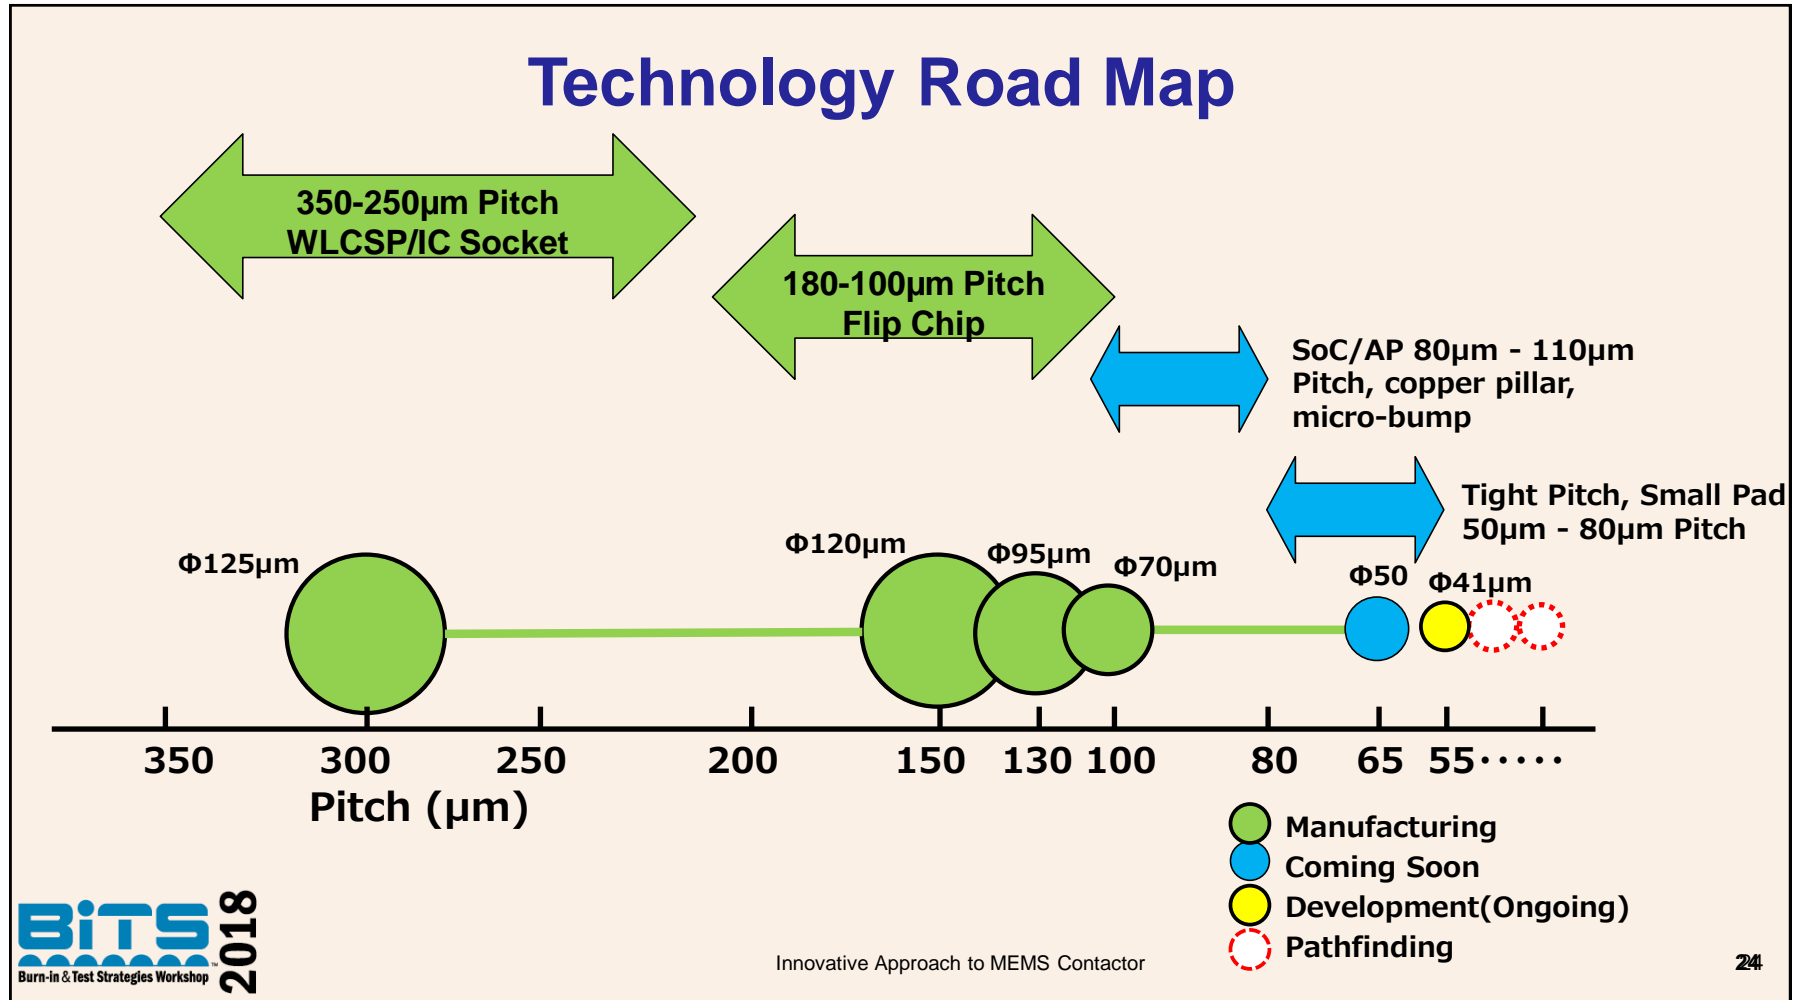 Technology Road Map
350-250µm Pitch
WLCSP/IC Socket
180-100µm Pitch
Flip Chip
SoC/AP 80µm - 110µm
Pitch, copper pillar,
micro-bump
Tight Pitch, Small Pad
50µm - 80µm Pitch
Φ125µm
Φ120µm
Φ95µm
Φ70µm
Φ50
Φ41µm
350 300 250 200 150 130 100 80 65 55·····
Pitch (µm)
Manufacturing
Coming Soon
Development(Ongoing)
Pathfinding
BiTS™
Burn-in & Test Strategies Workshop
2018
Innovative Approach to MEMS Contactor
24